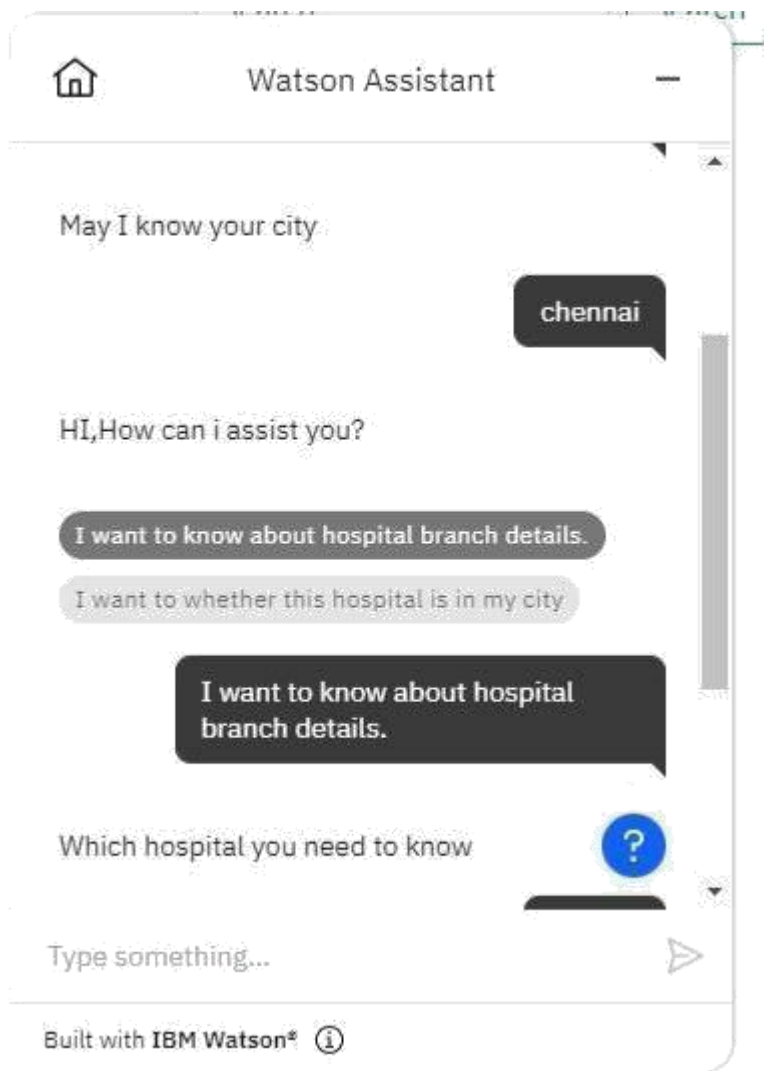 Watson Assistant
May I know your city
chennai
HI,How can i assist you?
I want to know about hospital branch details.
I want to whether this hospital is in my city
I want to know about hospital
branch details.
Which hospital you need to know
?
Type something...
Built with IBM Watson®